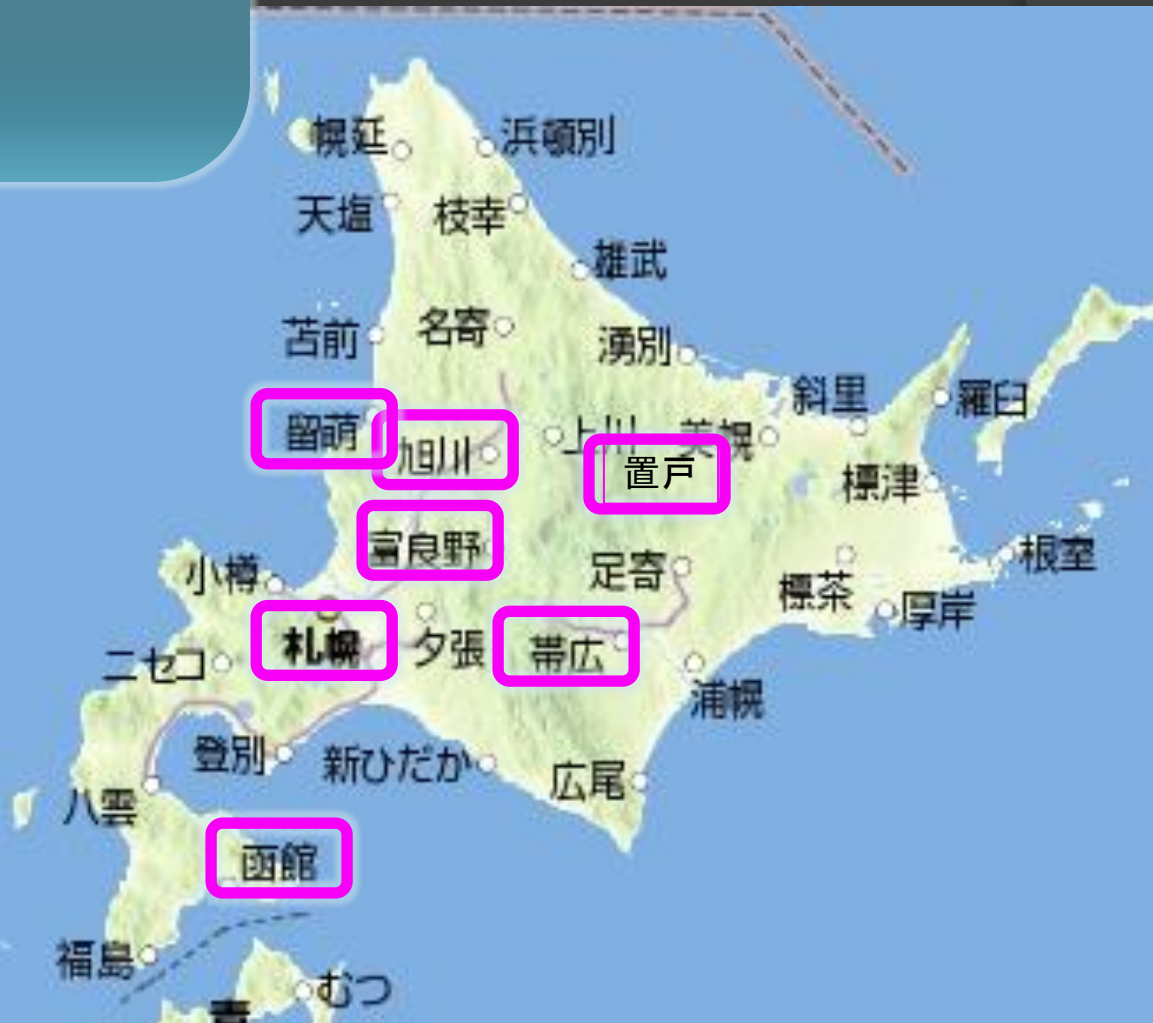 幌延
浜頓別
天塩
枝幸
雄武
苫前
名寄
湧別
斜里
羅臼
留萌
旭川
上川
美幌
置戸
標津
富良野
小樽
足寄
標茶
根室
厚岸
札幌
夕張
帯広
ニセコ
浦幌
登別
新ひだか
広尾
八雲
函館
福島
むつ